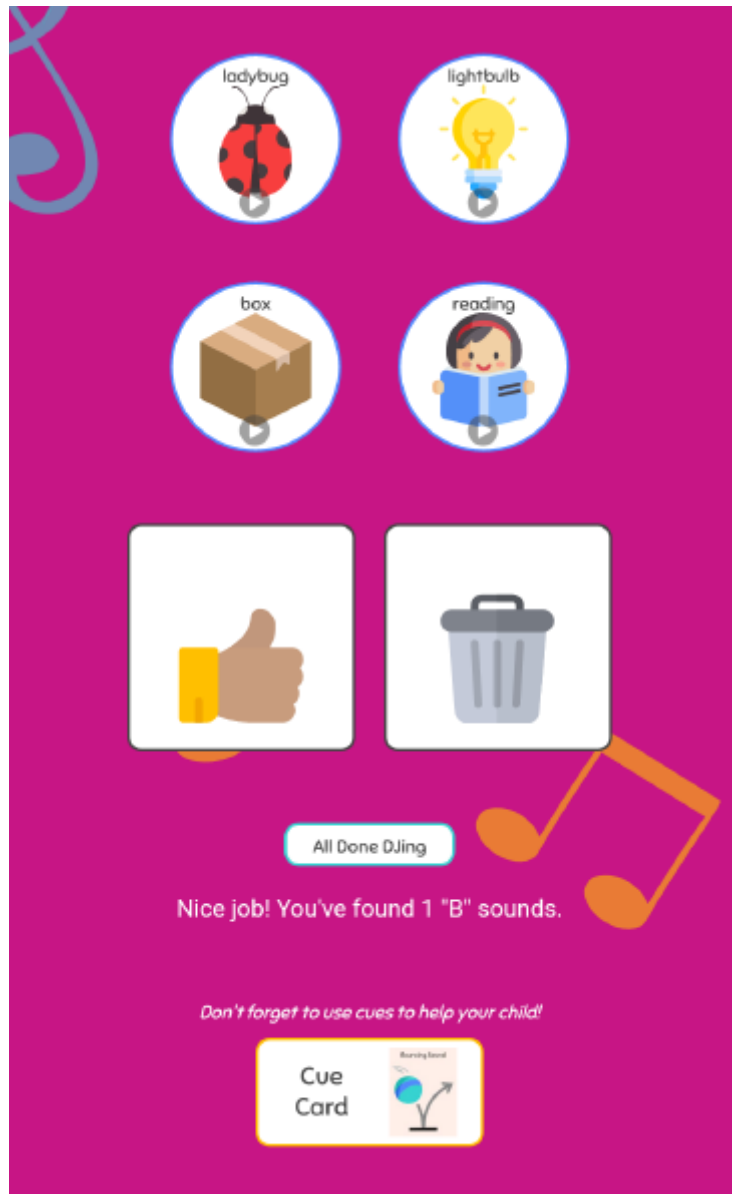 ladybug
lightbulb
box
reading
All Done DJing
Nice job! You've found 1 "B" sounds.
Don't forget to use cues to help your child!
Cue
Card
Bouncing Sound